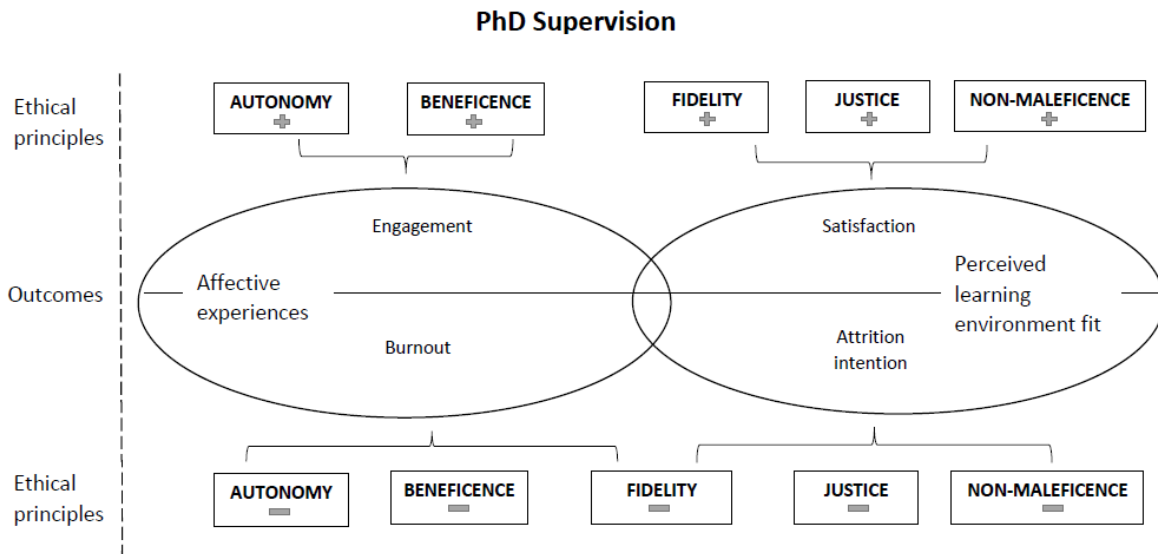 PhD Supervision
Ethical
principles
AUTONOMY
BENEFICENCE
FIDELITY
JUSTICE
NON-MALEFICENCE
Engagement
Satisfaction
Outcomes
Affective
experiences
Perceived
learning
environment fit
Burnout
Attrition
intention
Ethical
principles
AUTONOMY
BENEFICENCE
FIDELITY
JUSTICE
NON-MALEFICENCE